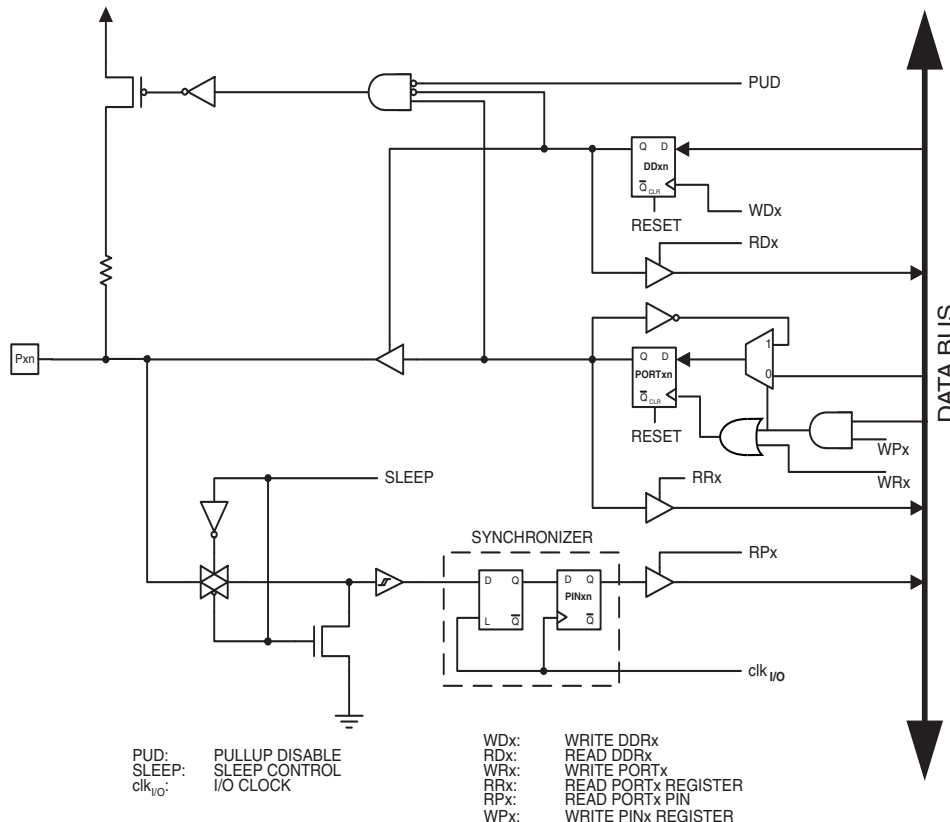 PUD
Q D
DDxn
Q CLR
WDx
RESET
RDx
Pxn
1
Q D
PORTxn
0
Q CLR
RESET
WPx
WRx
RRx
SLEEP
SYNCHRONIZER
RPx
D Q
D Q
PINxn
L Q
Q
clk I/O
DATA BUS
PUD: PULLUP DISABLE
SLEEP: SLEEP CONTROL
clkI/O: I/O CLOCK
WDx: WRITE DDRx
RDx: READ DDRx
WRx: WRITE PORTx
RRx: READ PORTx REGISTER
RPx: READ PORTx PIN
WPx: WRITE PINx REGISTER